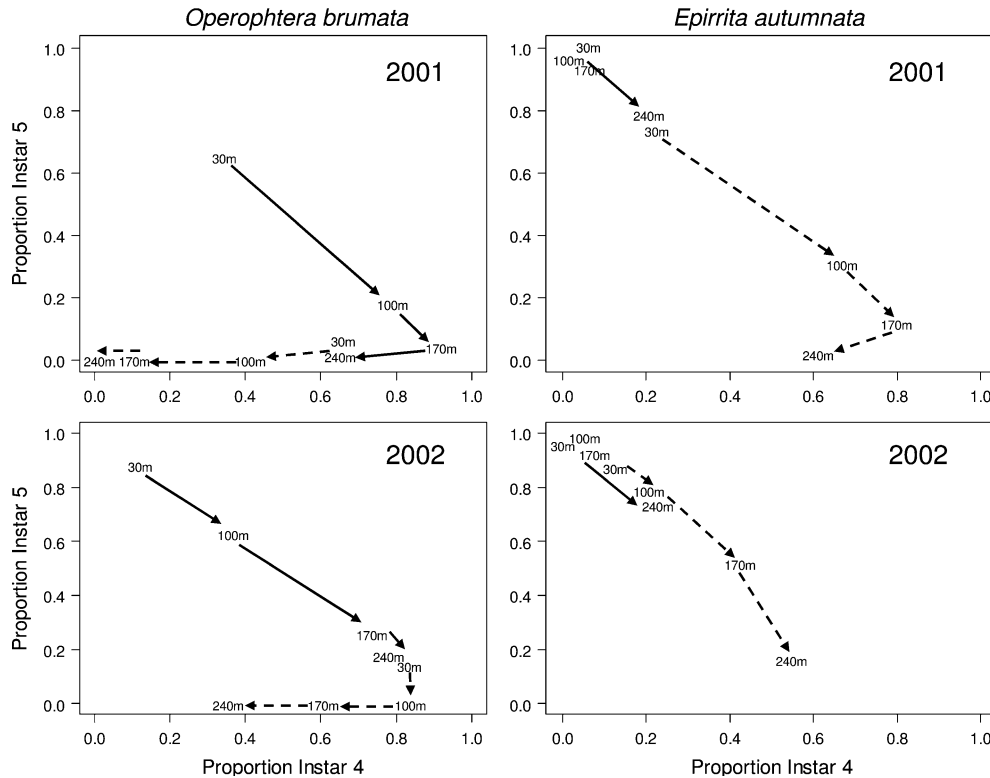 Operophtera brumata
Epirrita autumnata
Proportion Instar 5
1.0
0.8
0.6
0.4
0.2
0.0
2001
30m
100m
170m
240m
30m
100m
170m
240m
0.0 0.2 0.4 0.6 0.8 1.0
1.0
0.8
0.6
0.4
0.2
0.0
2001
30m
100m
170m
240m
30m
100m
170m
240m
0.0 0.2 0.4 0.6 0.8 1.0
Proportion Instar 5
1.0
0.8
0.6
0.4
0.2
0.0
2002
30m
100m
170m
240m
30m
100m
170m
240m
0.0 0.2 0.4 0.6 0.8 1.0
Proportion Instar 4
1.0
0.8
0.6
0.4
0.2
0.0
2002
100m
30m
170m
30m
100m
240m
170m
240m
0.0 0.2 0.4 0.6 0.8 1.0
Proportion Instar 4